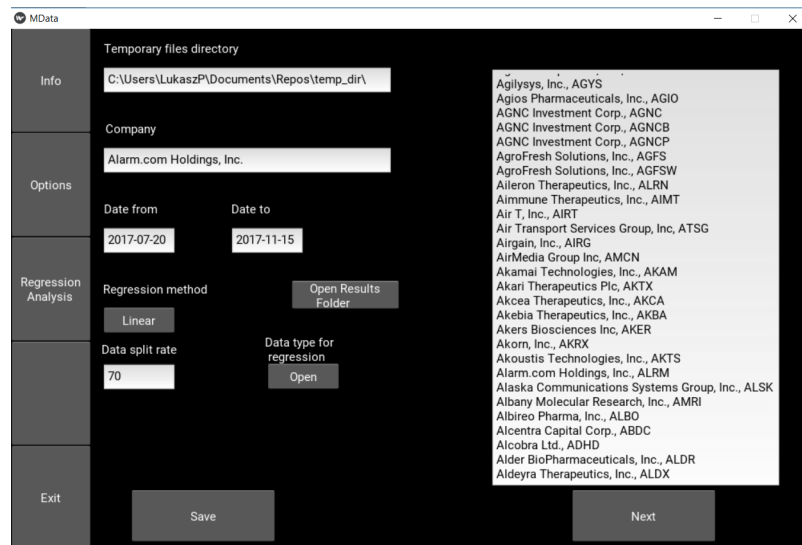 MData
Info
Options
Regression
Analysis
Exit
Temporary files directory
C:\Users\LukaszP\Documents\Repos\temp_dir\
Company
Alarm.com Holdings, Inc.
Date from
Date to
2017-07-20
2017-11-15
Regression method
Open Results
Folder
Linear
Data split rate
Data type for
regression
70
Open
Save
Agilysys, Inc., AGYS
Agios Pharmaceuticals, Inc., AGIO
AGNC Investment Corp., AGNC
AGNC Investment Corp., AGNCB
AGNC Investment Corp., AGNCP
AgroFresh Solutions, Inc., AGFS
AgroFresh Solutions, Inc., AGFSW
Aileron Therapeutics, Inc., ALRN
Aimmune Therapeutics, Inc., AIMT
Air T, Inc., AIRT
Air Transport Services Group, Inc, ATSG
Airgain, Inc., AIRG
AirMedia Group Inc, AMCN
Akamai Technologies, Inc., AKAM
Akari Therapeutics Plc, AKTX
Akcea Therapeutics, Inc., AKCA
Akebia Therapeutics, Inc., AKBA
Akers Biosciences Inc, AKER
Akorn, Inc., AKRX
Akoustis Technologies, Inc., AKTS
Alarm.com Holdings, Inc., ALRM
Alaska Communications Systems Group, Inc., ALSK
Albany Molecular Research, Inc., AMRI
Albireo Pharma, Inc., ALBO
Alcentra Capital Corp., ABDC
Alcobra Ltd., ADHD
Alder BioPharmaceuticals, Inc., ALDR
Aldeyra Therapeutics, Inc., ALDX
Next